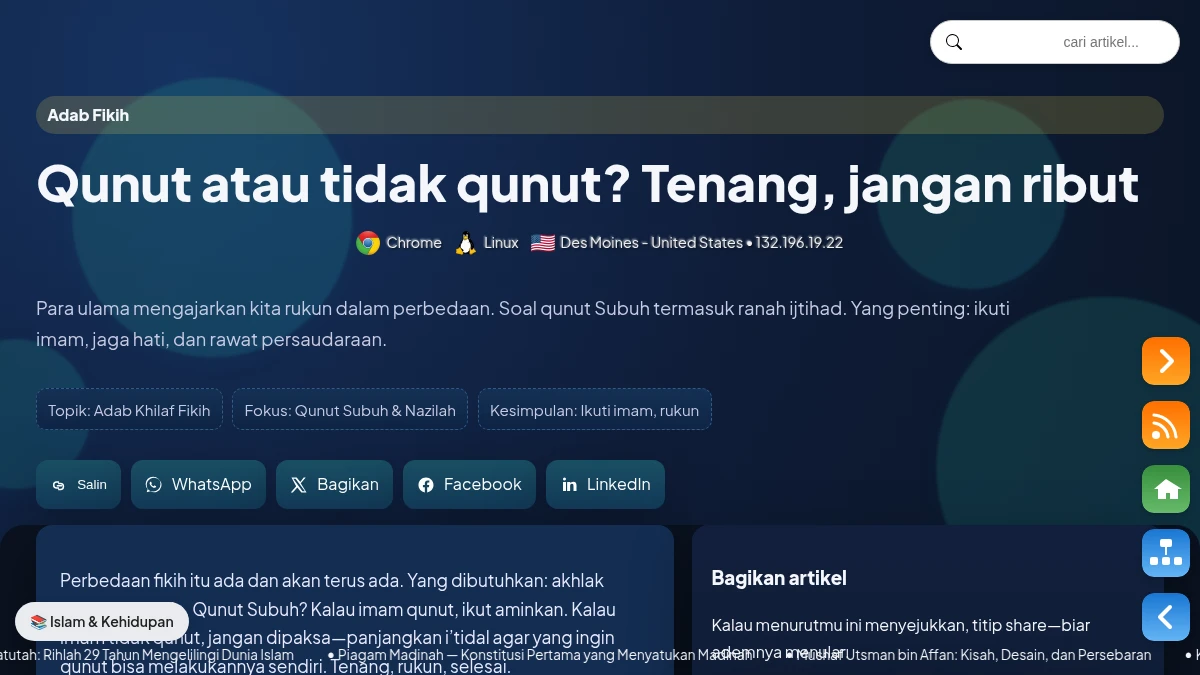 cari artikel...
Adab Fikih
Qunut atau tidak qunut? Tenang, jangan ribut
Chrome Linux Des Moines - United States • 132.196.19.22
Para ulama mengajarkan kita rukun dalam perbedaan. Soal qunut Subuh termasuk ranah ijtihad. Yang penting: ikuti
imam, jaga hati, dan rawat persaudaraan.
Topik: Adab Khilaf Fikih
Fokus: Qunut Subuh & Nazilah
Kesimpulan: Ikuti imam, rukun
Salin
WhatsApp
Bagikan
Facebook
LinkedIn
Perbedaan fikih itu ada dan akan terus ada. Yang dibutuhkan: akhlak
Qunut Subuh? Kalau imam qunut, ikut aminkan. Kalau
imam tidak qunut, jangan dipaksa—panjangkan i’tidal agar yang ingin
qunut bisa melakukannya sendiri. Tenang, rukun, selesai.
Bagikan artikel
Kalau menurutmu ini menyejukkan, titip share—biar
ademnya menular.
📚 Islam & Kehidupan
atutah: Rihlah 29 Tahun Mengelilingi Dunia Islam • Piagam Madinah — Konstitusi Pertama yang Menyatukan Madinah • Mushaf Utsman bin Affan: Kisah, Desain, dan Persebaran •